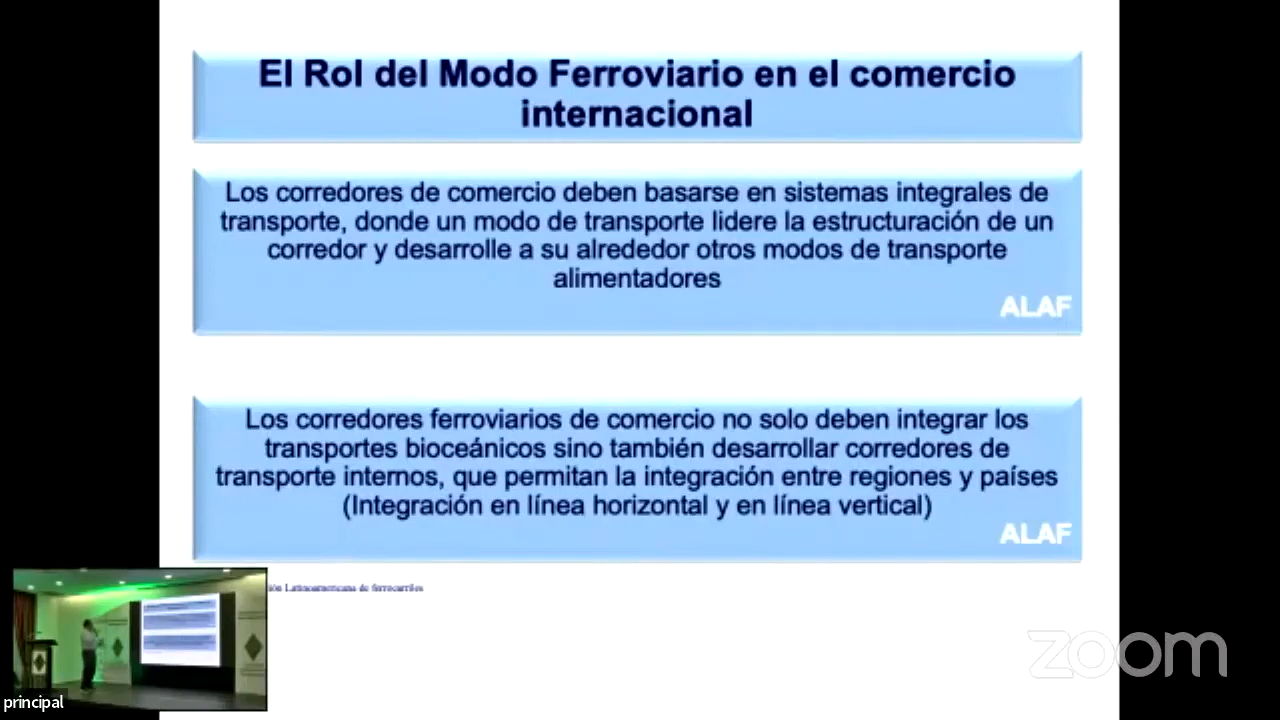 El Rol del Modo Ferroviario en el comercio
internacional
Los corredores de comercio deben basarse en sistemas integrales de
transporte, donde un modo de transporte lidere la estructuración de un
corredor y desarrolle a su alrededor otros modos de transporte
alimentadores
ALAF
Los corredores ferroviarios de comercio no solo deben integrar los
transportes bioceánicos sino también desarrollar corredores de
transporte internos, que permitan la integración entre regiones y países
(Integración en línea horizontal y en línea vertical)
ALAF
Latinoamericana de ferrocarriles
zoom
principal